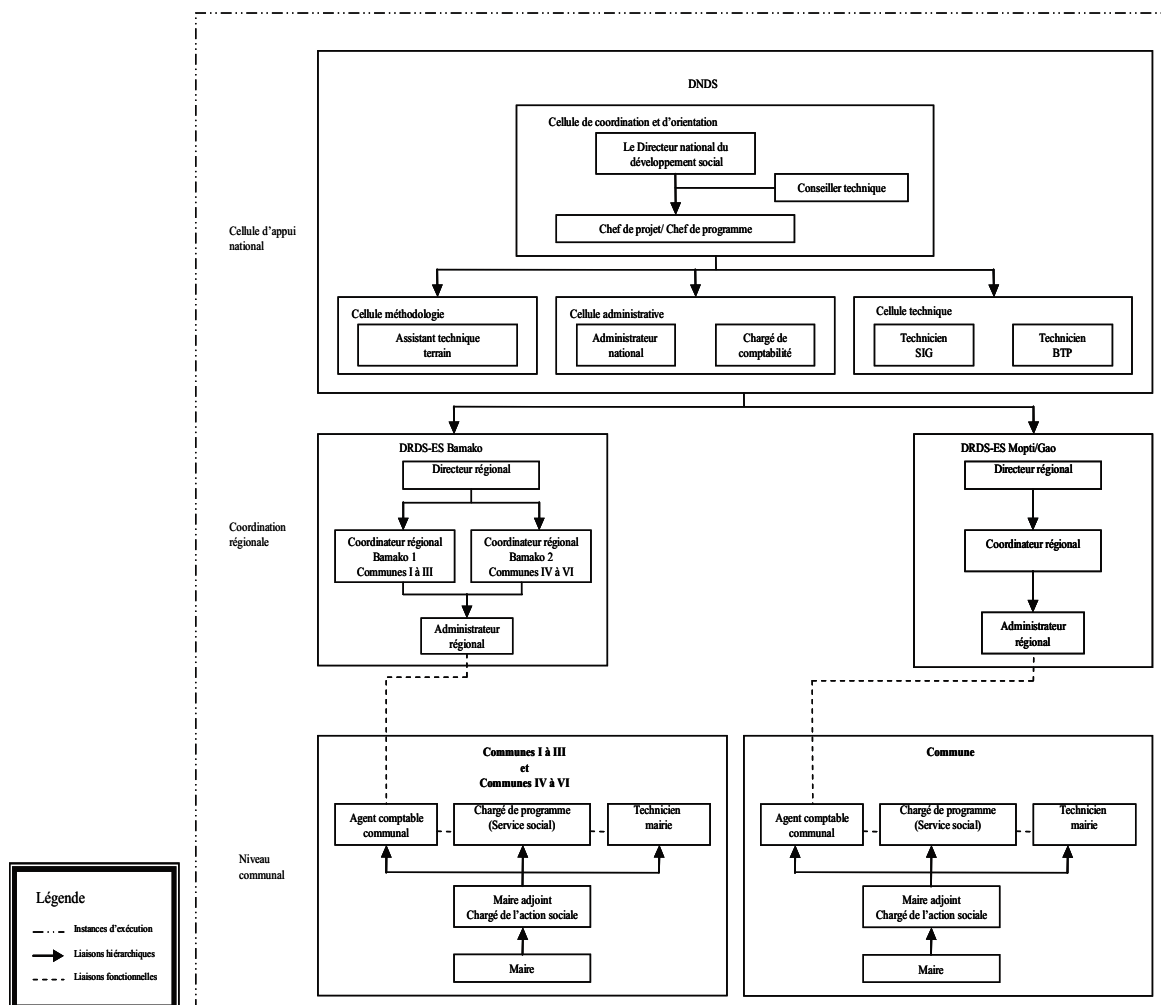 DNDS
Cellule de coordination et d'orientation
Le Directeur national du
développement social
Conseiller technique
Chef de projet/ Chef de programme
Cellule d'appui
national
Cellule méthodologie
Assistant technique
terrain
Cellule administrative
Administrateur
national
Chargé de
comptabilité
Cellule technique
Technicien
SIG
Technicien
BTP
Coordination
régionale
DRDS-ES Bamako
Directeur régional
Coordinateur régional
Bamako 1
Communes I à III
Coordinateur régional
Bamako 2
Communes IV à VI
Administrateur
régional
DRDS-ES Mopti/Gao
Directeur régional
Coordinateur régional
Administrateur
régional
Niveau
communal
Communes I à III
et
Communes IV à VI
Agent comptable
communal
Chargé de programme
(Service social)
Technicien
mairie
Maire adjoint
Chargé de l'action sociale
Maire
Commune
Agent comptable
communal
Chargé de programme
(Service social)
Technicien
mairie
Maire adjoint
Chargé de l'action sociale
Maire
Légende
Instances d'exécution
Liaisons hiérarchiques
Liaisons fonctionnelles